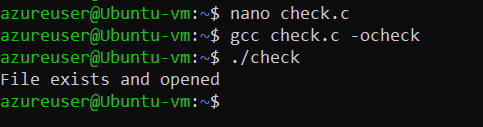 azureuser@Ubuntu-vm:~$ nano check.c
azureuser@Ubuntu-vm:~$ gcc check.c -ocheck
azureuser@Ubuntu-vm:~$ ./check
File exists and opened
azureuser@Ubuntu-vm:~$